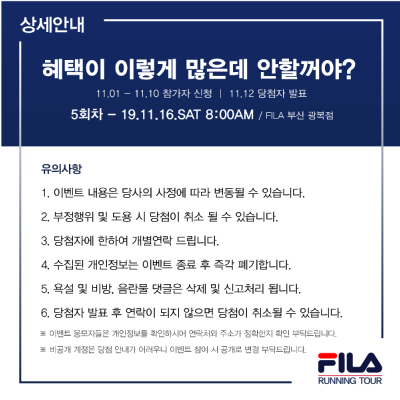 상세안내
혜택이 이렇게 많은데 안할꺼야?
11.01 - 11.10 참가자 신청 | 11.12 당첨자 발표
5회차 - 19.11.16.SAT 8:00AM / FILA 부산 광복점
유의사항
1. 이벤트 내용은 당사의 사정에 따라 변동될 수 있습니다.
2. 부정행위 및 도용 시 당첨이 취소 될 수 있습니다.
3. 당첨자에 한하여 개별연락 드립니다.
4. 수집된 개인정보는 이벤트 종료 후 즉각 폐기합니다.
5. 욕설 및 비방, 음란물 댓글은 삭제 및 신고처리 됩니다.
6. 당첨자 발표 후 연락이 되지 않으면 당첨이 취소될 수 있습니다.
※ 이벤트 응모자들은 개인정보를 확인하시어 연락처와 주소가 정확한지 확인 부탁드립니다.
※ 비공개 계정은 당첨 안내가 어려우니 이벤트 참여 시 공개로 변경 부탁드립니다.
FILA
RUNNING TOUR